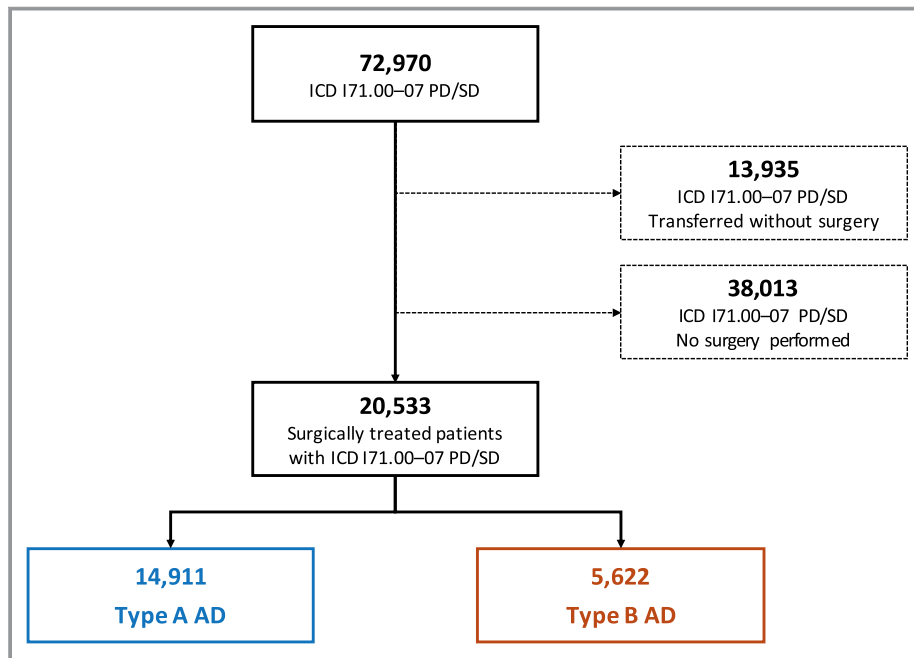 72,970
ICD I71.00–07 PD/SD
13,935
ICD I71.00–07 PD/SD
Transferred without surgery
38,013
ICD I71.00–07 PD/SD
No surgery performed
20,533
Surgically treated patients
with ICD I71.00–07 PD/SD
14,911
Type A AD
5,622
Type B AD